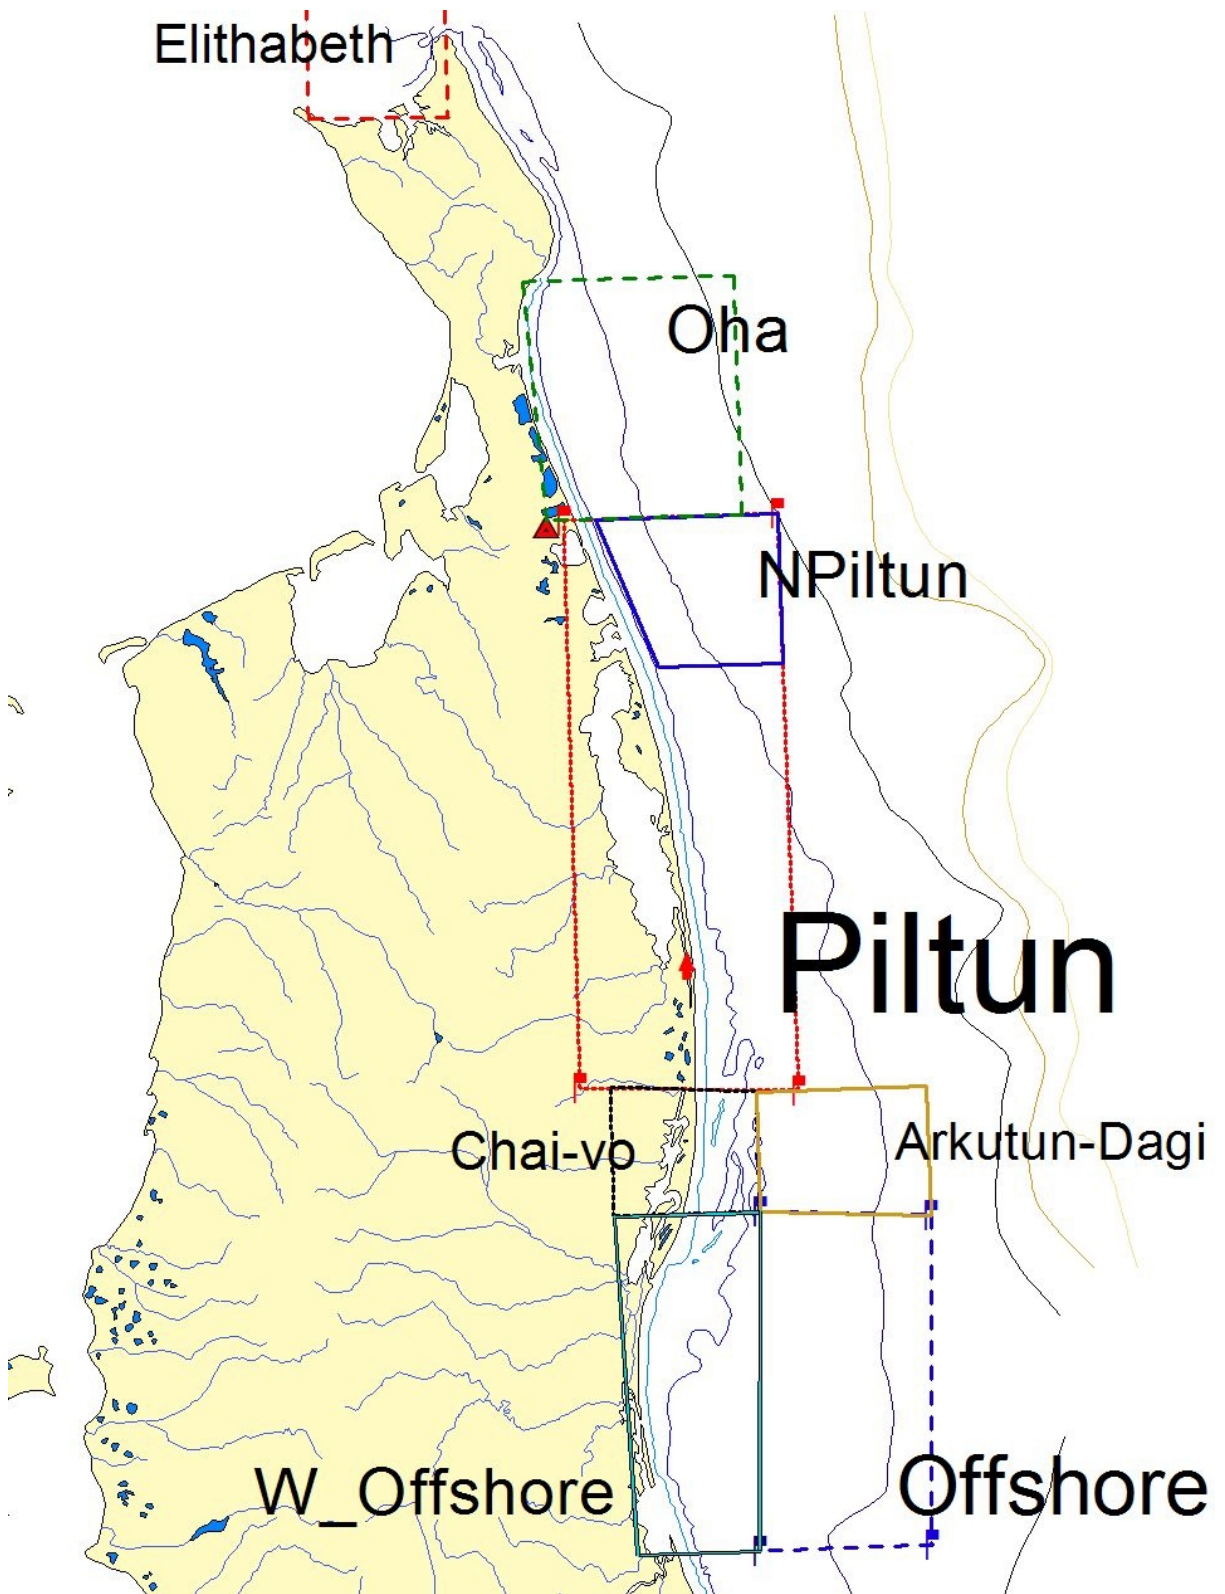 Elithabeth
Oha
NPiltun
Piltun
Chai-vo
Arkutun-Dagi
W_Offshore
Offshore